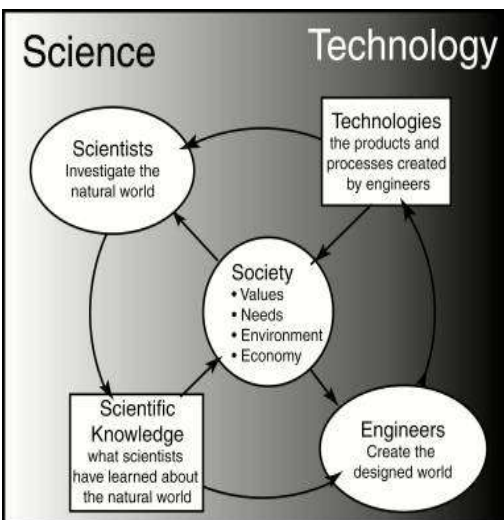 Science
Technology
Scientists
Investigate the
natural world
Technologies
the products and
processes created
by engineers
Society
• Values
• Needs
• Environment
• Economy
Scientific
Knowledge
what scientists
have learned about
the natural world
Engineers
Create the
designed world